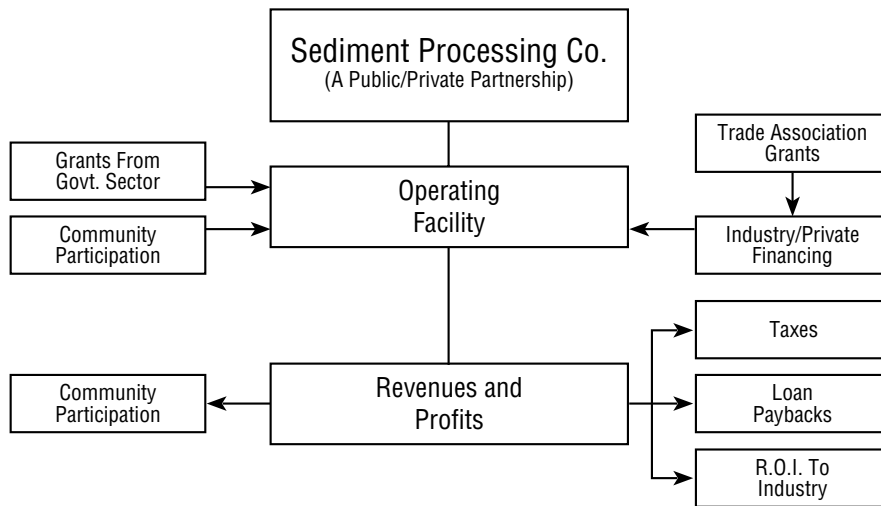 Sediment Processing Co.
(A Public/Private Partnership)
Trade Association
Grants
Grants From
Govt. Sector
Operating
Facility
Community
Participation
Industry/Private
Financing
Taxes
Revenues and
Profits
Community
Participation
Loan
Paybacks
R.O.I. To
Industry